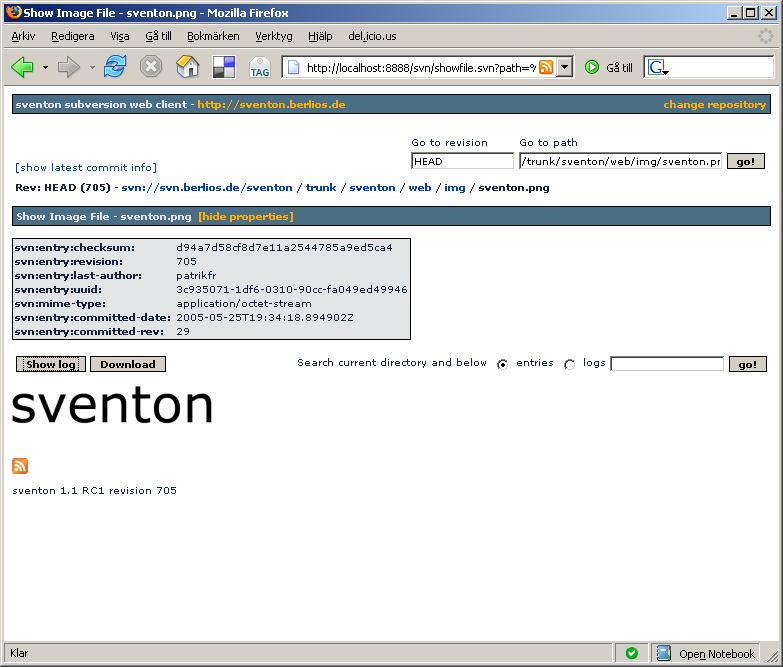 Show Image File - sventon.png - Mozilla Firefox
Arkiv Redigera Visa Gå till Bokmärken Verktyg Hjälp del.icio.us
TAG http://localhost:8888/svn/showfile.svn?path=% Gå till G
sventon subversion web client - http://sventon.berlios.de change repository
Go to revision Go to path
[show latest commit info] HEAD /trunk/sventon/web/img/sventon.pr go!
Rev: HEAD (705) - svn://svn.berlios.de/sventon / trunk / sventon / web / img / sventon.png
Show Image File - sventon.png [hide properties]
svn:entry:checksum: d94a7d58cf8d7e11a2544785a9ed5ca4
svn:entry:revision: 705
svn:entry:last-author: patrikfr
svn:entry:uuid: 3c935071-1df6-0310-90cc-fa049ed49946
svn:mime-type: application/octet-stream
svn:entry:committed-date: 2005-05-25T19:34:18.894902Z
svn:entry:committed-rev: 29
Show log Download Search current directory and below entries logs go!
sventon
sventon 1.1 RC1 revision 705
Klar Open Notebook